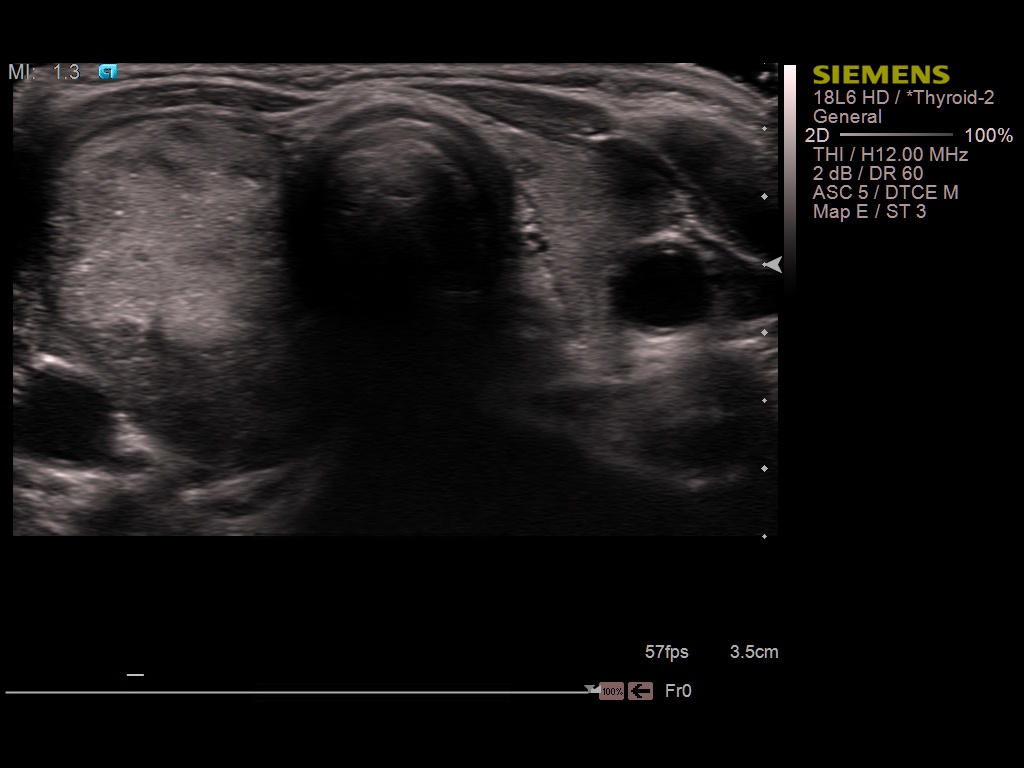 MI: 1.3
SIEMENS
18L6 HD / *Thyroid-2
General
2D 100%
THI / H12.00 MHz
2 dB / DR 60
ASC 5 / DTCE M
Map E / ST 3
57fps 3.5cm
100% Fr0